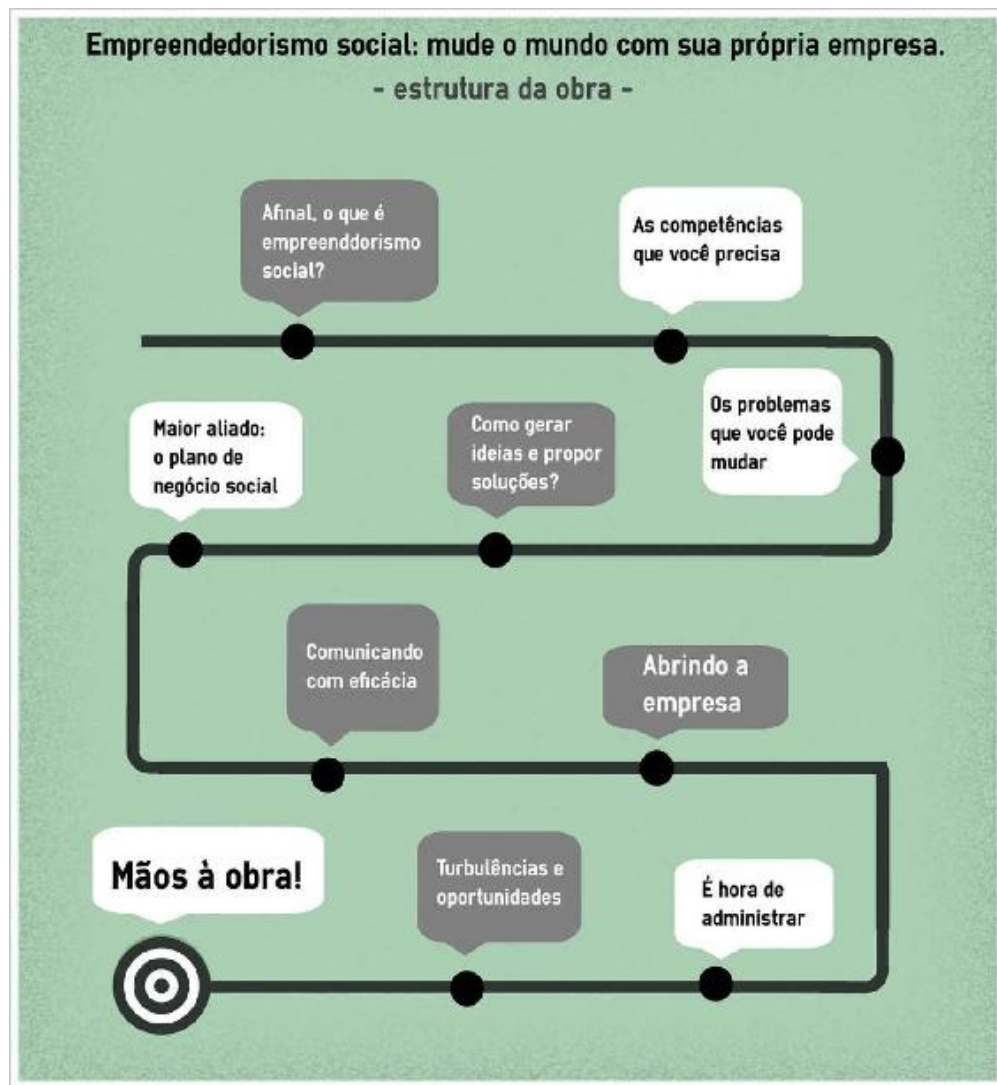 Empreendedorismo social: mude o mundo com sua própria empresa.
- estrutura da obra -
Afinal, o que é
empreenddorismo
social?
As competências
que você precisa
Os problemas
que você pode
mudar
Como gerar
ideias e propor
soluções?
Maior aliado:
o plano de
negócio social
Comunicando
com eficácia
Abrindo a
empresa
É hora de
administrar
Turbulências e
oportunidades
Mãos à obra!